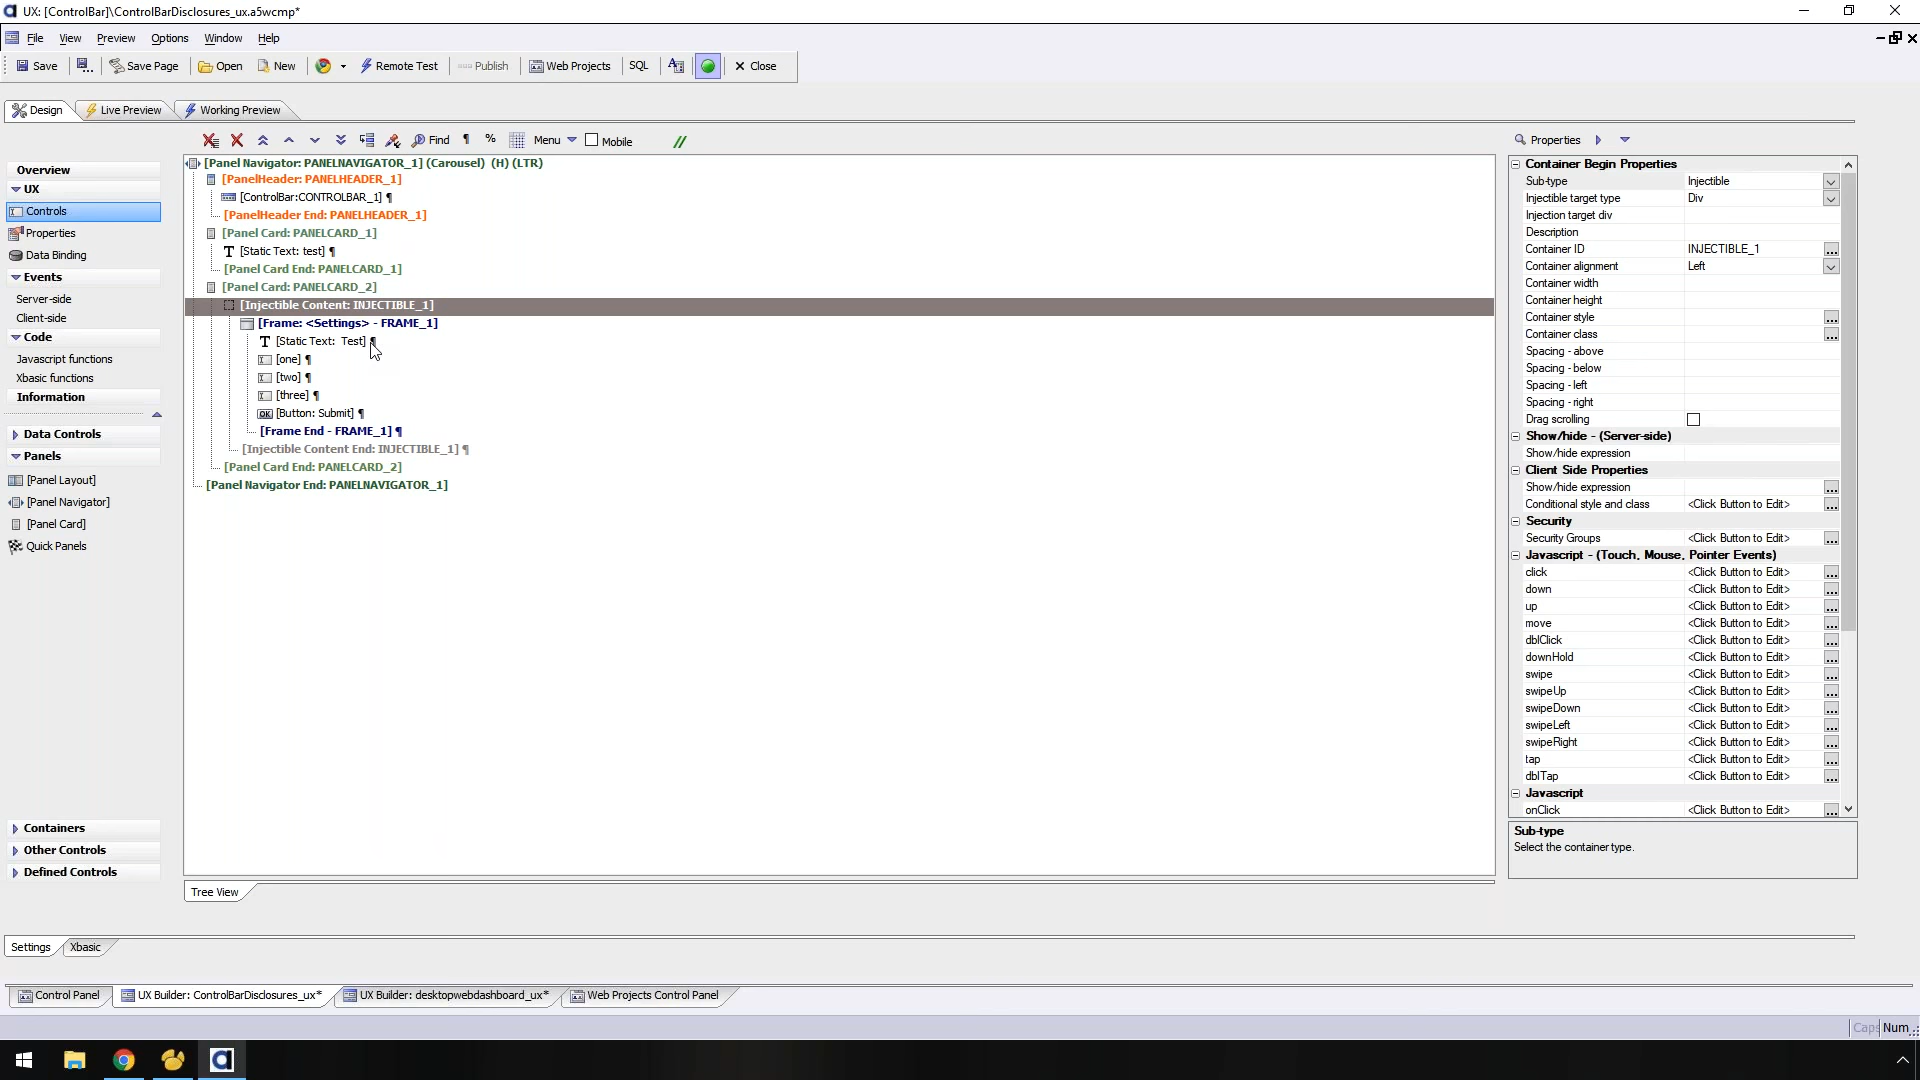 UX: [ControlBar]\ControlBarDisclosures_ux.a5wcmp*
File View Preview Options Window Help
Save Save Page Open New Remote Test Publish Web Projects SQL Close
Design Live Preview Working Preview
Find ¶ % Menu Mobile //
Properties
Overview
UX
Controls
Properties
Data Binding
Events
Server-side
Client-side
Code
Javascript functions
Xbasic functions
Information
Data Controls
Panels
[Panel Layout]
[Panel Navigator]
[Panel Card]
Quick Panels
Containers
Other Controls
Defined Controls
[Panel Navigator: PANELNAVIGATOR_1] (Carousel) (H) (LTR)
[PanelHeader: PANELHEADER_1]
[ControlBar:CONTROLBAR_1] ¶
[PanelHeader End: PANELHEADER_1]
[Panel Card: PANELCARD_1]
T [Static Text: test] ¶
[Panel Card End: PANELCARD_1]
[Panel Card: PANELCARD_2]
[Injectible Content: INJECTIBLE_1]
[Frame: <Settings> - FRAME_1]
T [Static Text: Test] ¶
[one] ¶
[two] ¶
[three] ¶
OK [Button: Submit] ¶
[Frame End - FRAME_1] ¶
[Injectible Content End: INJECTIBLE_1] ¶
[Panel Card End: PANELCARD_2]
[Panel Navigator End: PANELNAVIGATOR_1]
Tree View
Container Begin Properties
Sub-type Injectible
Injectible target type Div
Injection target div
Description
Container ID INJECTIBLE_1 ...
Container alignment Left
Container width
Container height
Container style ...
Container class ...
Spacing - above
Spacing - below
Spacing - left
Spacing - right
Drag scrolling
Show/hide - (Server-side)
Show/hide expression
Client Side Properties
Show/hide expression ...
Conditional style and class <Click Button to Edit> ...
Security
Security Groups <Click Button to Edit> ...
Javascript - (Touch, Mouse, Pointer Events)
click <Click Button to Edit> ...
down <Click Button to Edit> ...
up <Click Button to Edit> ...
move <Click Button to Edit> ...
dblClick <Click Button to Edit> ...
downHold <Click Button to Edit> ...
swipe <Click Button to Edit> ...
swipeUp <Click Button to Edit> ...
swipeDown <Click Button to Edit> ...
swipeLeft <Click Button to Edit> ...
swipeRight <Click Button to Edit> ...
tap <Click Button to Edit> ...
dblTap <Click Button to Edit> ...
Javascript
onClick <Click Button to Edit> ...
Sub-type
Select the container type.
Settings Xbasic
Control Panel UX Builder: ControlBarDisclosures_ux* UX Builder: desktopwebdashboard_ux* Web Projects Control Panel
Caps Num